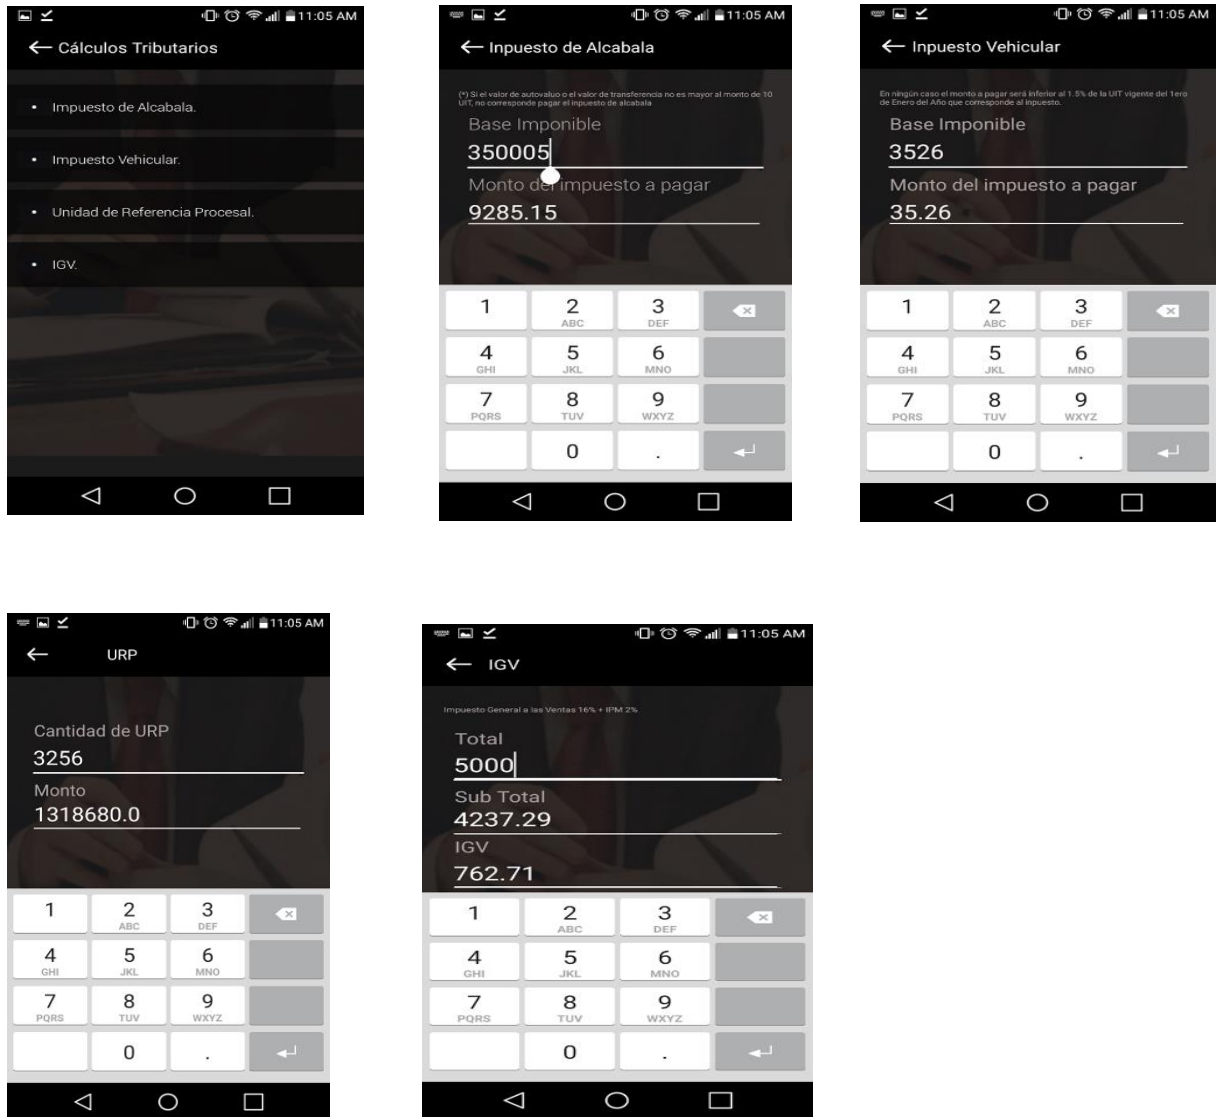 11:05 AM
Cálculos Tributarios
• Impuesto de Alcabala.
• Impuesto Vehicular.
• Unidad de Referencia Procesal.
• IGV.
11:05 AM
Inpuesto de Alcabala
(*) Si el valor de autovaluo o el valor de transferencia no es mayor al monto de 10
UIT, no corresponde pagar el inpuesto de alcabala
Base Imponible
350005
Monto del impuesto a pagar
9285.15
1 2 3
ABC DEF
4 5 6
GHI JKL MNO
7 8 9
PQRS TUV WXYZ
0 .
11:05 AM
Inpuesto Vehicular
En ningún caso el monto a pagar será inferior al 1.5% de la UIT vigente del 1ero
de Enero del Año que corresponde al inpuesto.
Base Imponible
3526
Monto del impuesto a pagar
35.26
1 2 3
ABC DEF
4 5 6
GHI JKL MNO
7 8 9
PQRS TUV WXYZ
0 .
11:05 AM
URP
Cantidad de URP
3256
Monto
1318680.0
1 2 3
ABC DEF
4 5 6
GHI JKL MNO
7 8 9
PQRS TUV WXYZ
0 .
11:05 AM
IGV
Impuesto General a las Ventas 16% + IPM 2%
Total
5000
Sub Total
4237.29
IGV
762.71
1 2 3
ABC DEF
4 5 6
GHI JKL MNO
7 8 9
PQRS TUV WXYZ
0 .